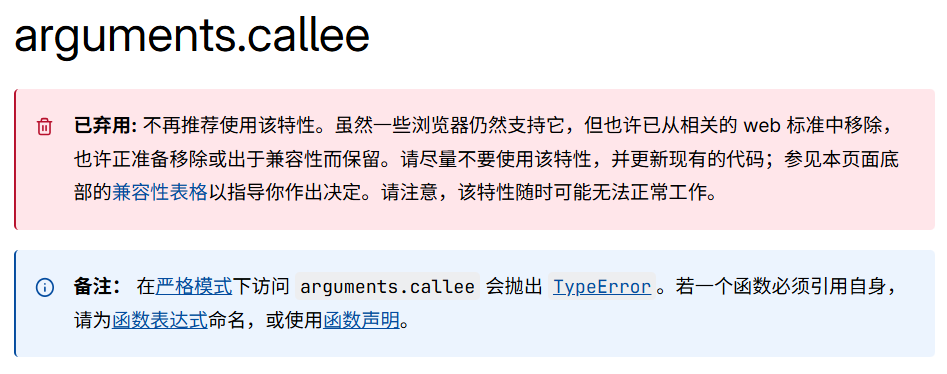 arguments.callee
已弃用: 不再推荐使用该特性。虽然一些浏览器仍然支持它，但也许已从相关的 web 标准中移除，
也许正准备移除或出于兼容性而保留。请尽量不要使用该特性，并更新现有的代码；参见本页面底
部的兼容性表格以指导你作出决定。请注意，该特性随时可能无法正常工作。
备注： 在严格模式下访问 arguments.callee 会抛出 TypeError 。若一个函数必须引用自身，
请为函数表达式命名，或使用函数声明。